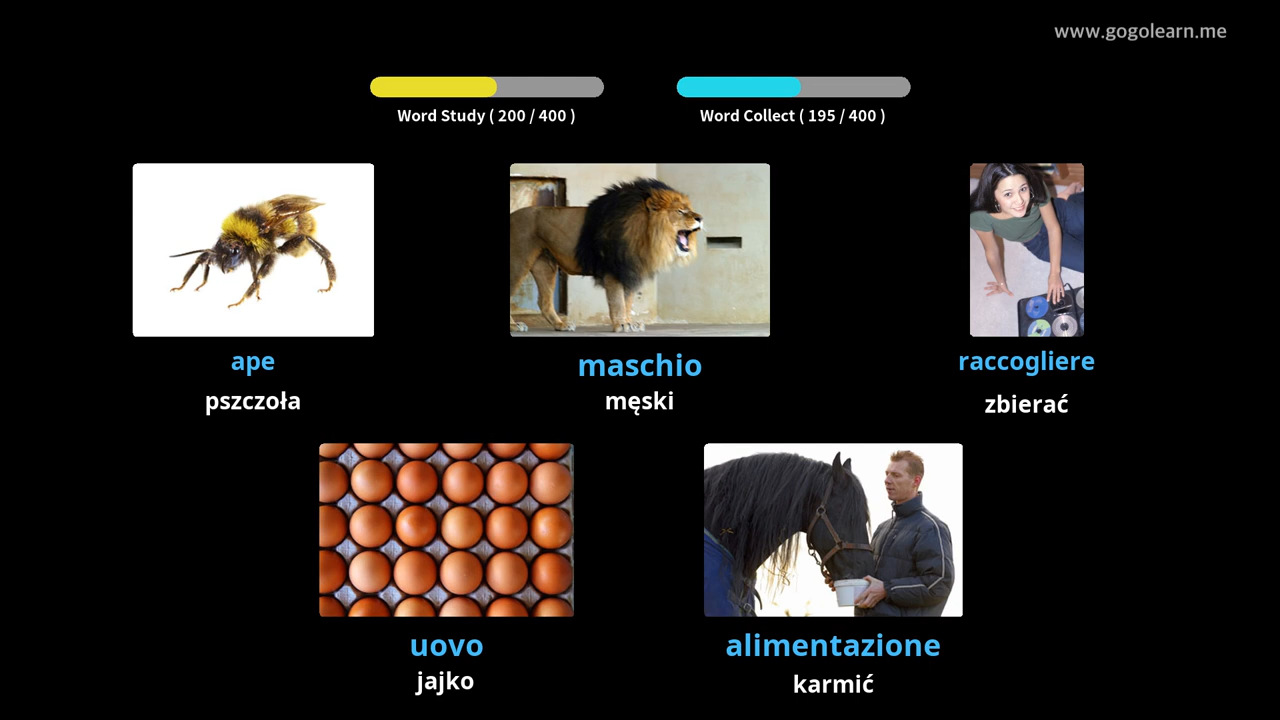 www.gogolearn.me
Word Study ( 200 / 400 )
Word Collect ( 195 / 400 )
ape
pszczoła
maschio
męski
raccogliere
zbierać
uovo
jajko
alimentazione
karmić